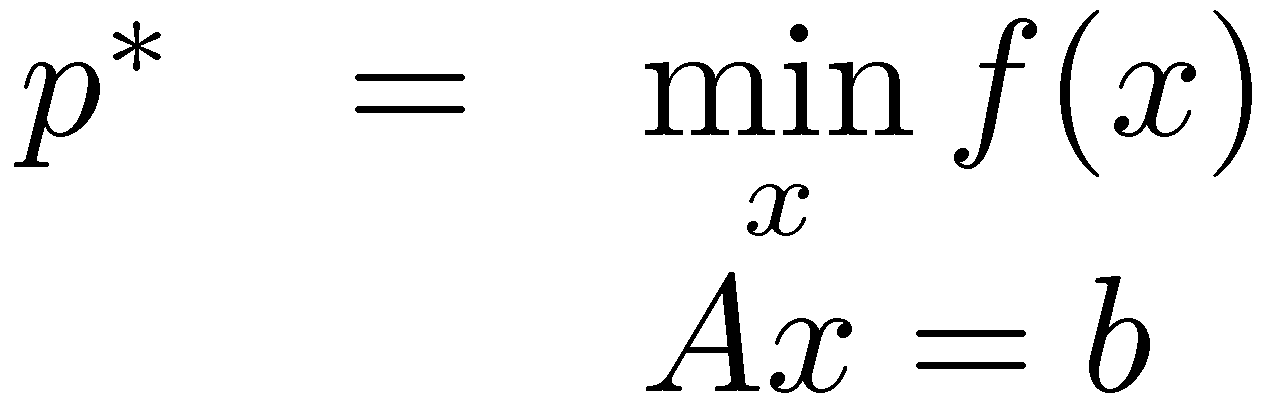 p* = min f(x)
x
Ax = b